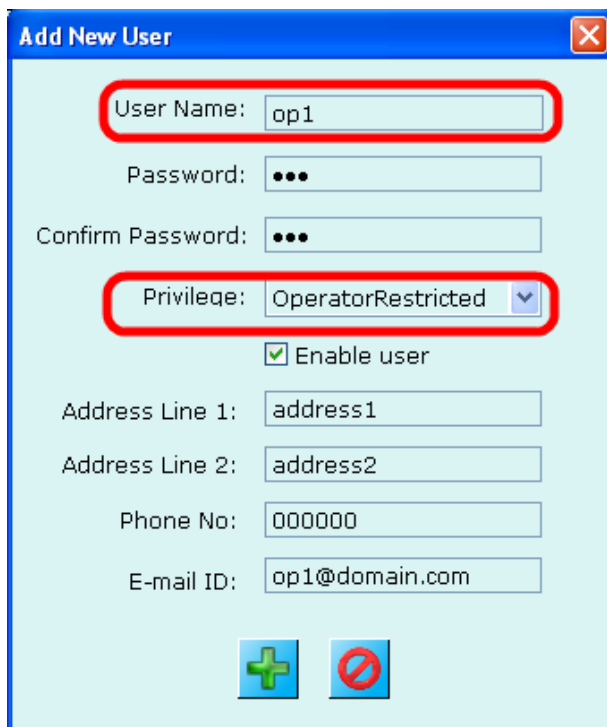 Add New User
User Name: op1
Password: •••
Confirm Password: •••
Privilege: OperatorRestricted
Enable user
Address Line 1: address1
Address Line 2: address2
Phone No: 000000
E-mail ID: op1@domain.com